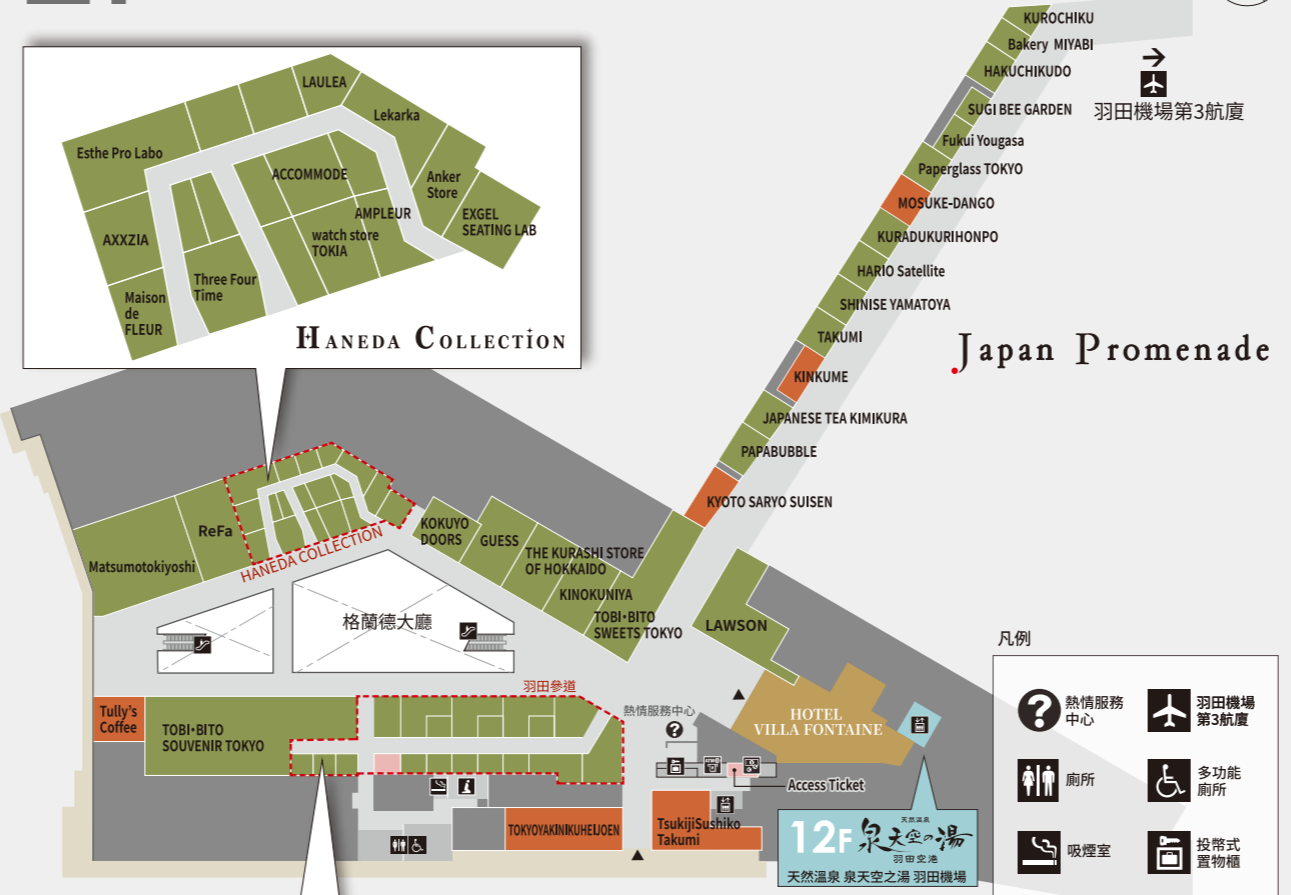 LAULEA
Lekarka
Esthe Pro Labo
ACCOMMODE
Anker
Store
AMPLEUR
EXGEL
SEATING LAB
AXXZIA
watch store
TOKIA
Three Four
Time
Maison
de
FLEUR
HANEDA COLLECTION
KUROCHIKU
Bakery MIYABI
HAKUCHIKUDO
SUGI BEE GARDEN
羽田機場第3航廈
Fukui Yougasa
Paperglass TOKYO
MOSUKE-DANGO
KURADUKURIHONPO
HARIO Satellite
SHINISE YAMATOYA
TAKUMI
Japan Promenade
KINKUME
JAPANESE TEA KIMIKURA
PAPABUBBLE
KYOTO SARYO SUISEN
Matsumotokiyoshi
ReFa
HANEDA COLLECTION
KOKUYO
DOORS
GUESS
THE KURASHI STORE
OF HOKKAIDO
KINOKUNIYA
TOBI•BITO
SWEETS TOKYO
LAWSON
格蘭德大廳
羽田參道
熱情服務中心
HOTEL
VILLA FONTAINE
Tully's
Coffee
TOBI•BITO
SOUVENIR TOKYO
Access Ticket
TOKYOYAKINIKUHEIJOEN
TsukijiSushiko
Takumi
12F
天然温泉
泉天空の湯
羽田空港
天然溫泉 泉天空之湯 羽田機場
凡例
熱情服務
中心
羽田機場
第3航廈
廁所
多功能
廁所
吸煙室
投幣式
置物櫃